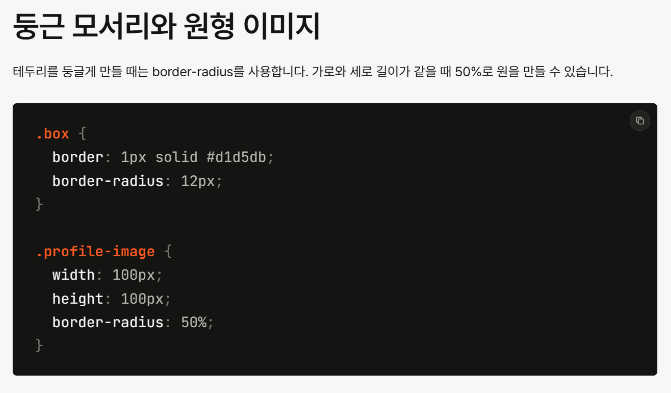 둥근 모서리와 원형 이미지
테두리를 둥글게 만들 때는 border-radius를 사용합니다. 가로와 세로 길이가 같을 때 50%로 원을 만들 수 있습니다.
.box {
  border: 1px solid #d1d5db;
  border-radius: 12px;
}

.profile-image {
  width: 100px;
  height: 100px;
  border-radius: 50%;
}